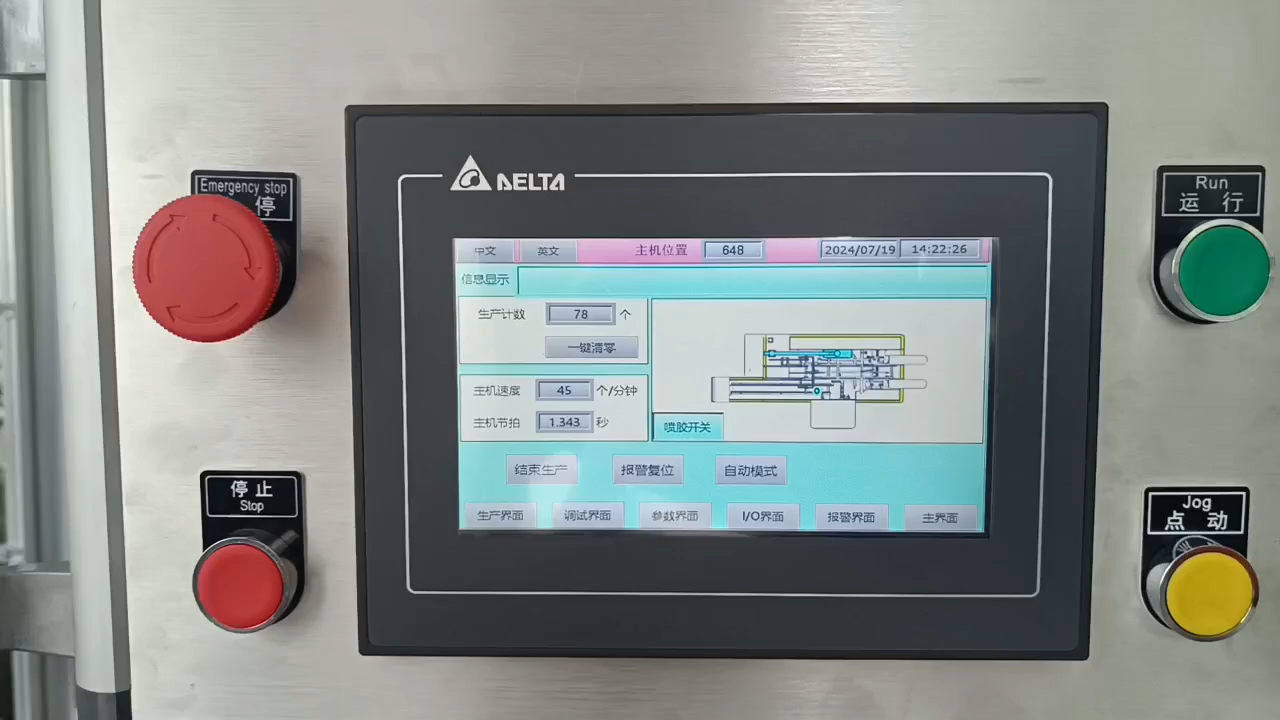 Emergency stop
停
DELTA
Run
运 行
中文 英文 主机位置 648 2024/07/19 14:22:26
信息显示
生产计数 78 个
一键清零
主机速度 45 个/分钟
主机节拍 1.343 秒
喷胶开关
结束生产 报警复位 自动模式
生产界面 调试界面 参数界面 I/O界面 报警界面 主界面
停止
Stop
Jog
点 动